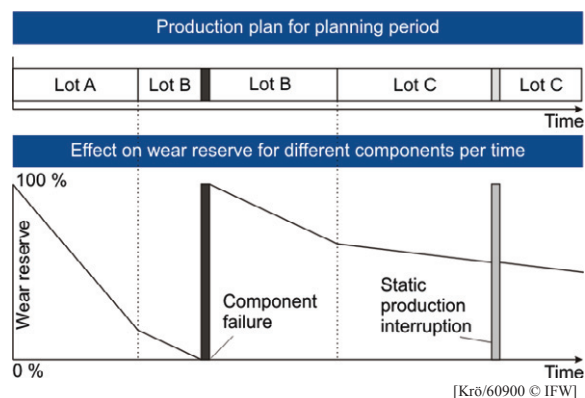 Production plan for planning period
Lot A Lot B Lot B Lot C Lot C
Time
Effect on wear reserve for different components per time
100 %
Wear reserve
Component
failure
Static
production
interruption
0 %
Time
[Krö/60900 © IFW]